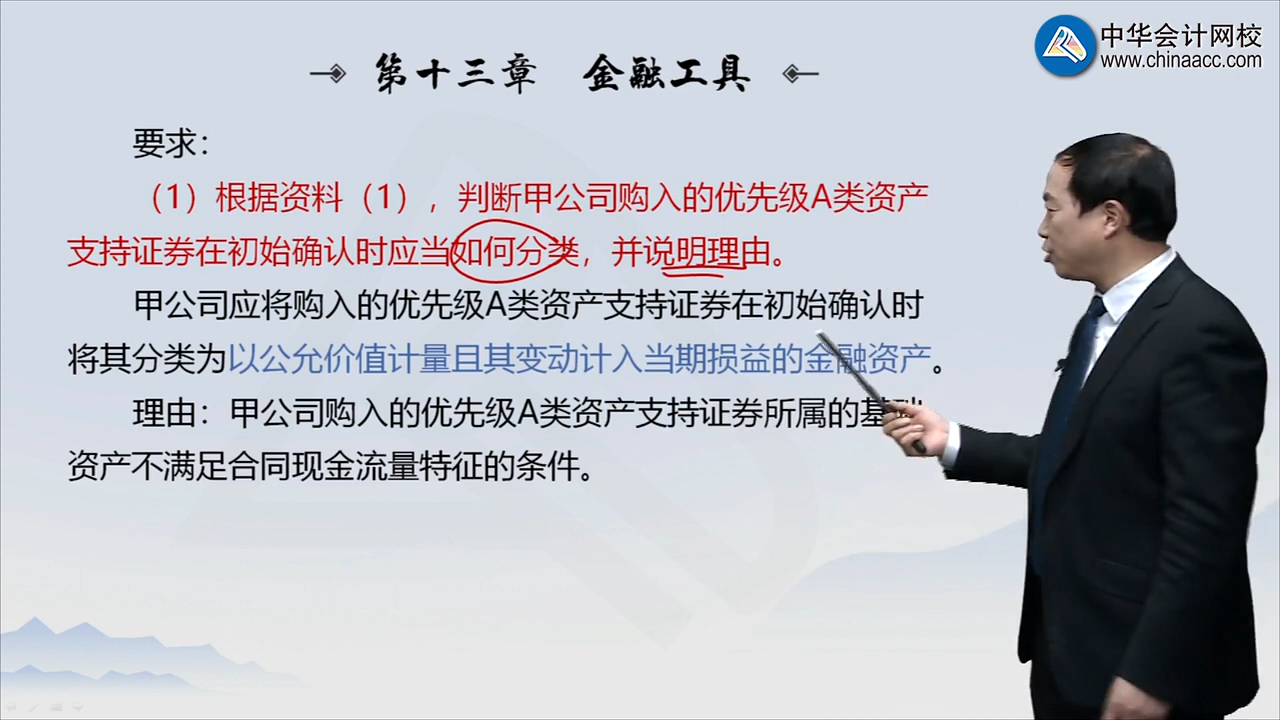 中华会计网校
www.chinaacc.com
第十三章 金融工具
要求：
（1）根据资料（1），判断甲公司购入的优先级A类资产
支持证券在初始确认时应当如何分类，并说明理由。
甲公司应将购入的优先级A类资产支持证券在初始确认时
将其分类为以公允价值计量且其变动计入当期损益的金融资产。
理由：甲公司购入的优先级A类资产支持证券所属的基础
资产不满足合同现金流量特征的条件。